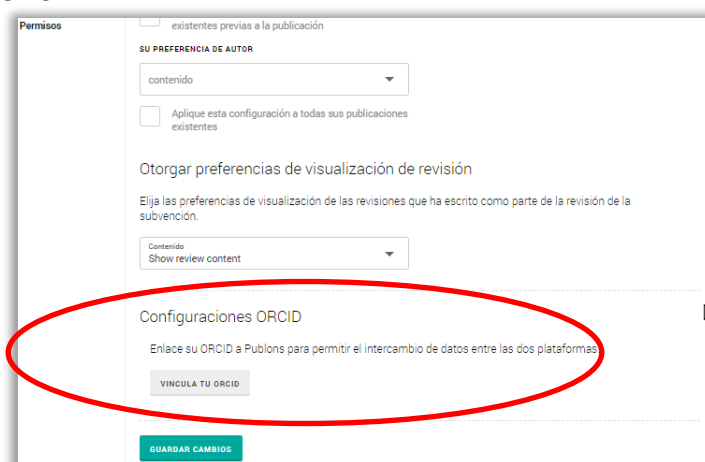 Permisos
existentes previas a la publicación
SU PREFERENCIA DE AUTOR
contenido
Aplique esta configuración a todas sus publicaciones
existentes
Otorgar preferencias de visualización de revisión
Elija las preferencias de visualización de las revisiones que ha escrito como parte de la revisión de la
subvención.
Contenido
Show review content
Configuraciones ORCID
Enlace su ORCID a Publons para permitir el intercambio de datos entre las dos plataformas.
VINCULA TU ORCID
GUARDAR CAMBIOS